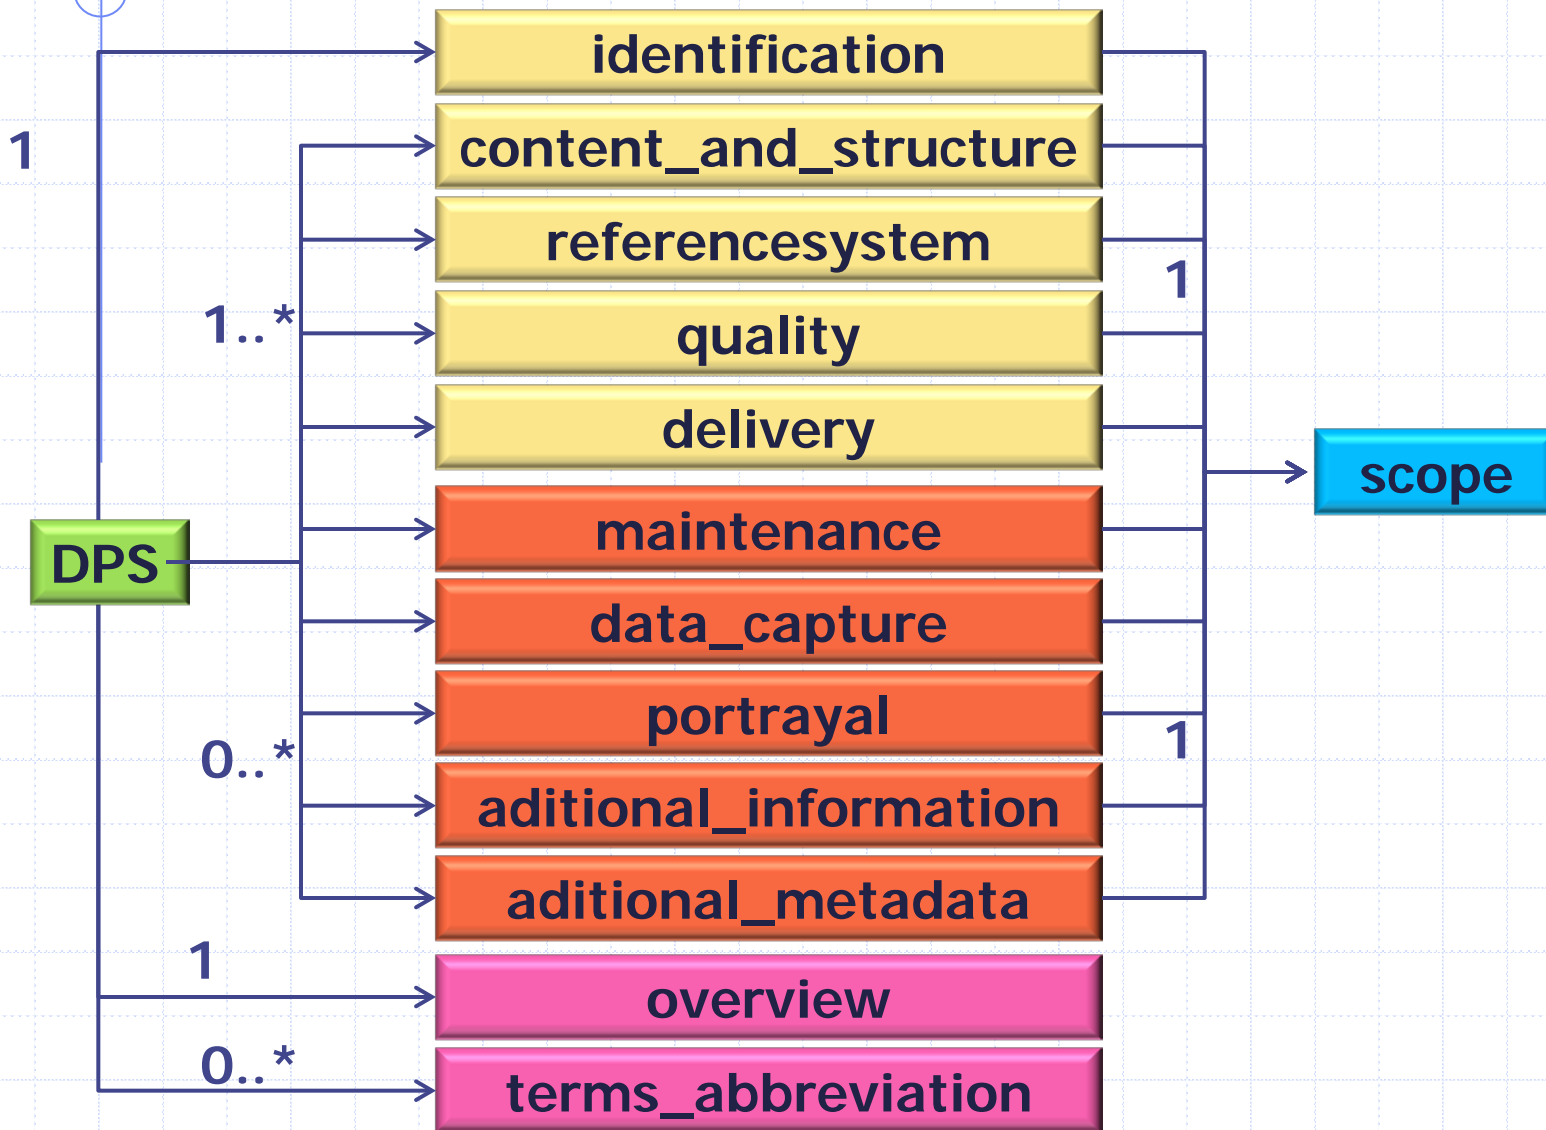 identification
1
content_and_structure
referencesystem
1
1..*
quality
delivery
scope
maintenance
DPS
data_capture
portrayal
1
0..*
aditional_information
aditional_metadata
1
overview
0..*
terms_abbreviation